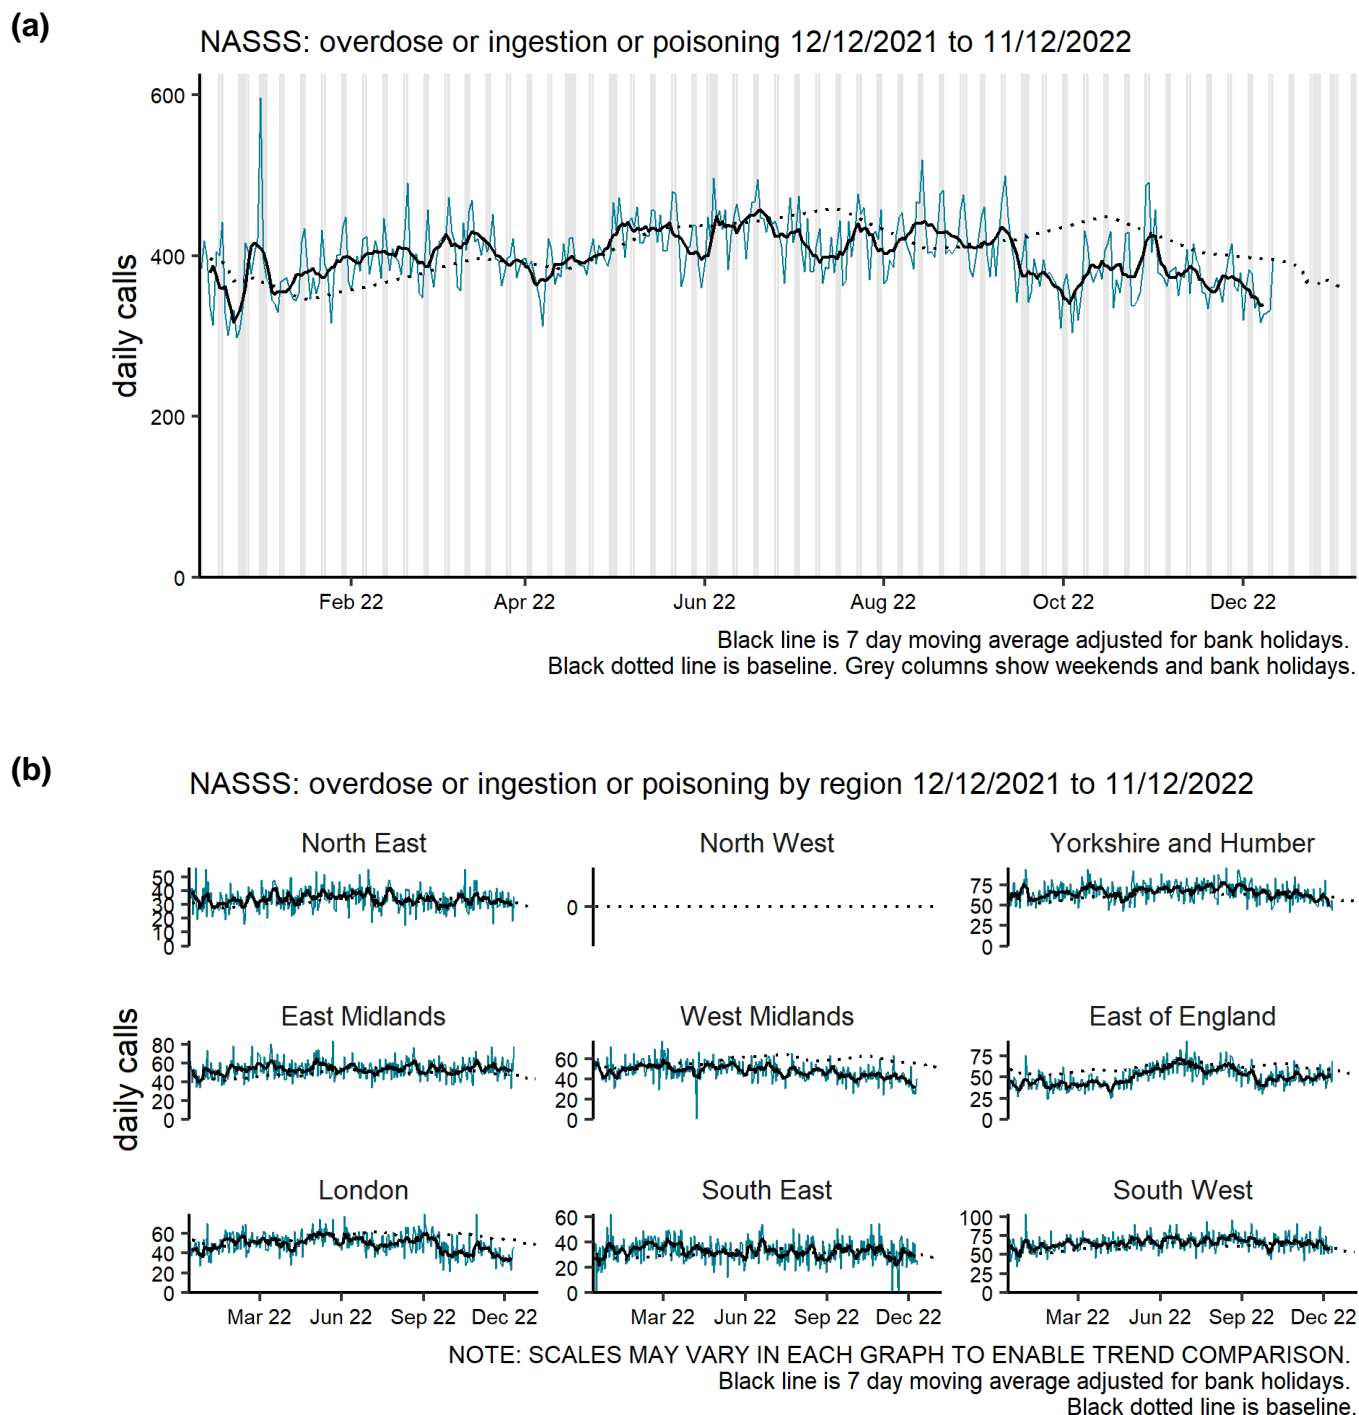 (a)
NASSS: overdose or ingestion or poisoning 12/12/2021 to 11/12/2022
daily calls
600
400
200
0
Feb 22 Apr 22 Jun 22 Aug 22 Oct 22 Dec 22
Black line is 7 day moving average adjusted for bank holidays.
Black dotted line is baseline. Grey columns show weekends and bank holidays.
(b)
NASSS: overdose or ingestion or poisoning by region 12/12/2021 to 11/12/2022
daily calls
North East
50
40
30
20
10
0
North West
0
Yorkshire and Humber
75
50
25
0
East Midlands
80
60
40
20
0
West Midlands
60
40
20
0
East of England
75
50
25
0
London
60
40
20
0
South East
60
40
20
0
South West
100
75
50
25
0
Mar 22 Jun 22 Sep 22 Dec 22
Mar 22 Jun 22 Sep 22 Dec 22
Mar 22 Jun 22 Sep 22 Dec 22
NOTE: SCALES MAY VARY IN EACH GRAPH TO ENABLE TREND COMPARISON.
Black line is 7 day moving average adjusted for bank holidays.
Black dotted line is baseline.